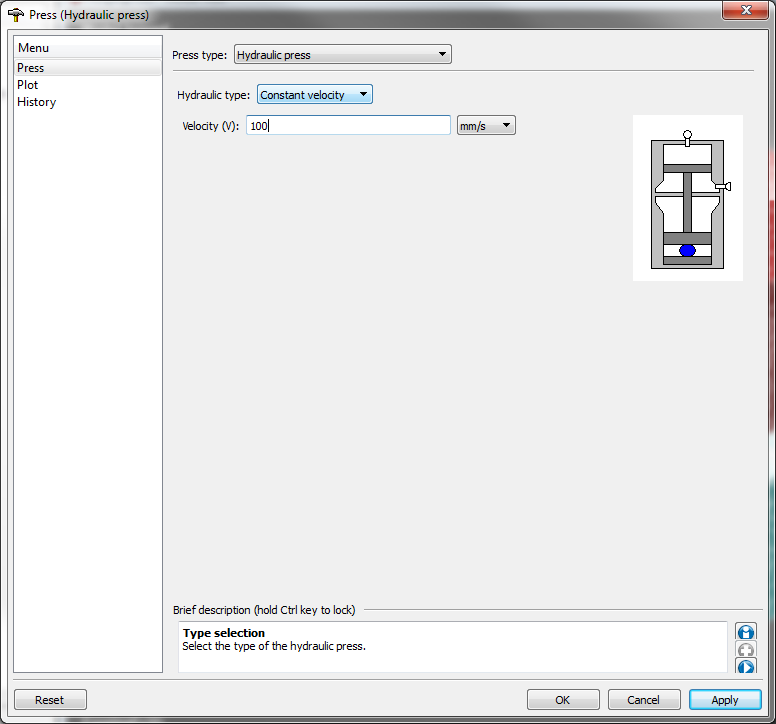 Press (Hydraulic press)
Menu
Press
Plot
History
Press type: Hydraulic press
Hydraulic type: Constant velocity
Velocity (V): 100 mm/s
Brief description (hold Ctrl key to lock)
Type selection
Select the type of the hydraulic press.
Reset OK Cancel Apply